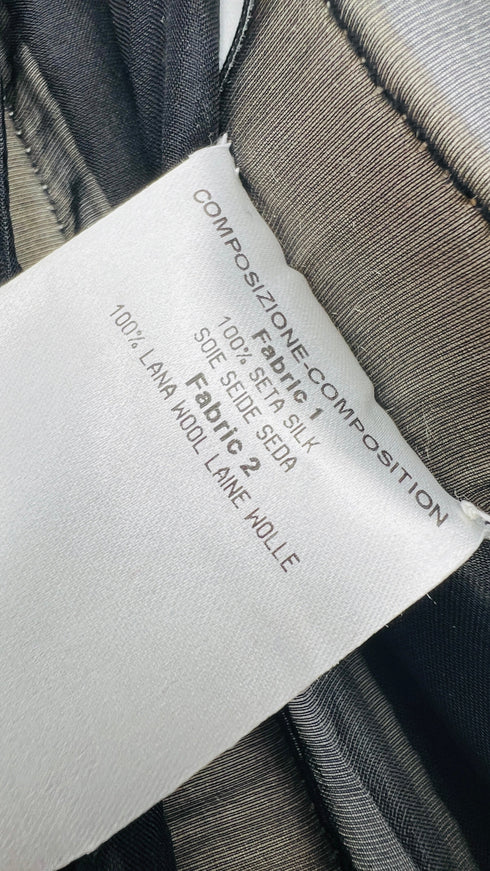 COMPOSIZIONE-COMPOSITION
Fabric 1
100% SETA SILK
SOIE SEIDE SEDA
Fabric 2
100% LANA WOOL LAINE WOLLE